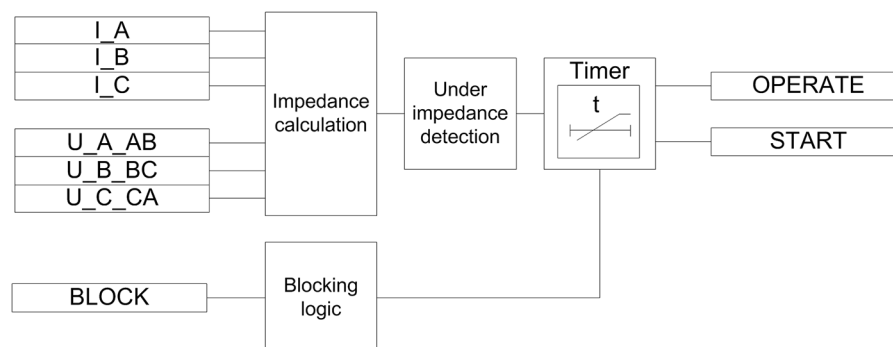 I_A
I_B
I_C
U_A_AB
U_B_BC
U_C_CA
BLOCK
Impedance
calculation
Blocking
logic
Under
impedance
detection
Timer
t
OPERATE
START